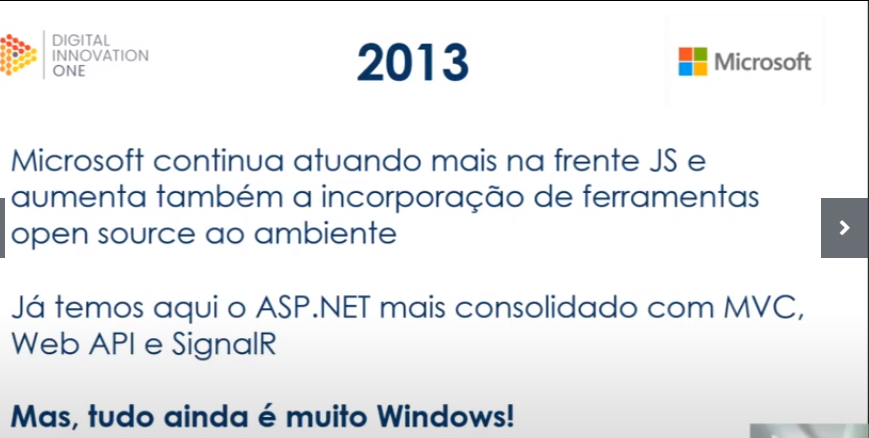 DIGITAL
INNOVATION
ONE
2013
Microsoft
Microsoft continua atuando mais na frente JS e
aumenta também a incorporação de ferramentas
open source ao ambiente
Já temos aqui o ASP.NET mais consolidado com MVC,
Web API e SignalR
Mas, tudo ainda é muito Windows!